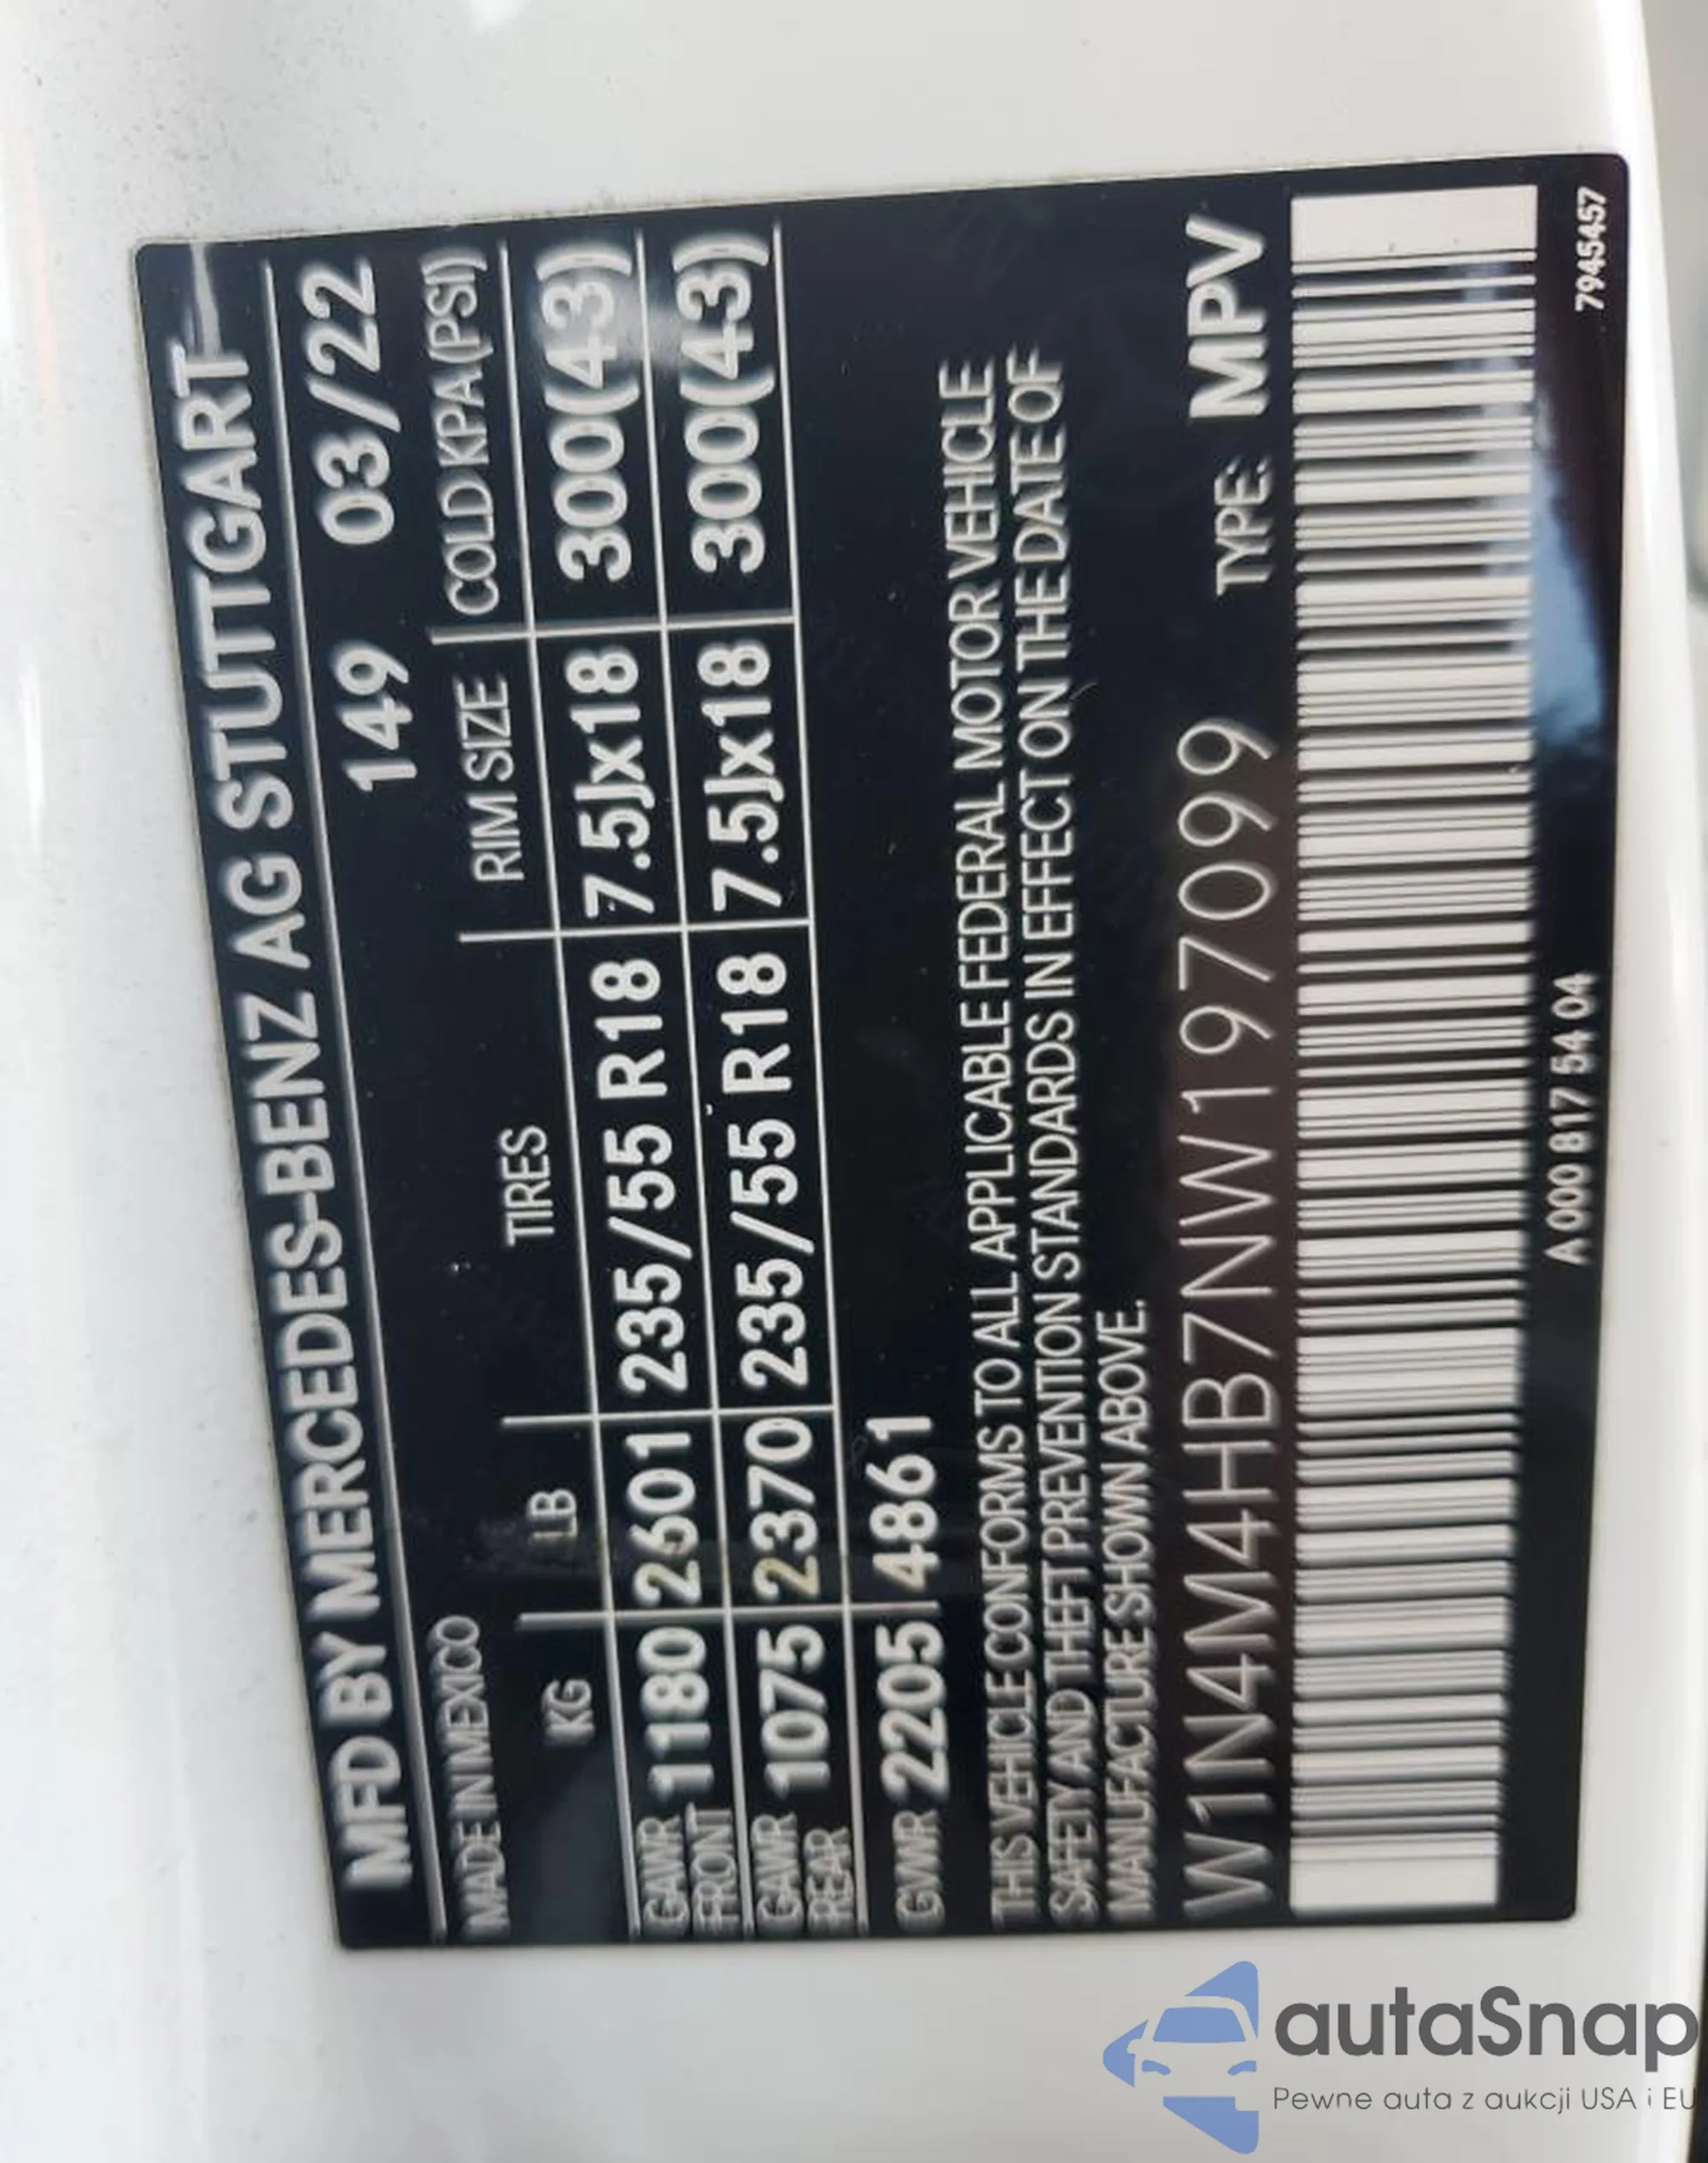 MFD BY MERCEDES-BENZ AG STUTTGART
MADE IN MEXICO 149 03/22
KG LB TIRES RIM SIZE COLD KPA(PSI)
GAWR FRONT 1180 2601 235/55 R18 7.5Jx18 300(43)
GAWR REAR 1075 2370 235/55 R18 7.5Jx18 300(43)
GVWR 2205 4861
THIS VEHICLE CONFORMS TO ALL APPLICABLE FEDERAL MOTOR VEHICLE
SAFETY AND THEFT PREVENTION STANDARDS IN EFFECT ON THE DATE OF
MANUFACTURE SHOWN ABOVE.
W1N4M4HB7NW197099 TYPE: MPV
A 000 817 54 04 7945457
autaSnap
Pewne auta z aukcji USA i EU